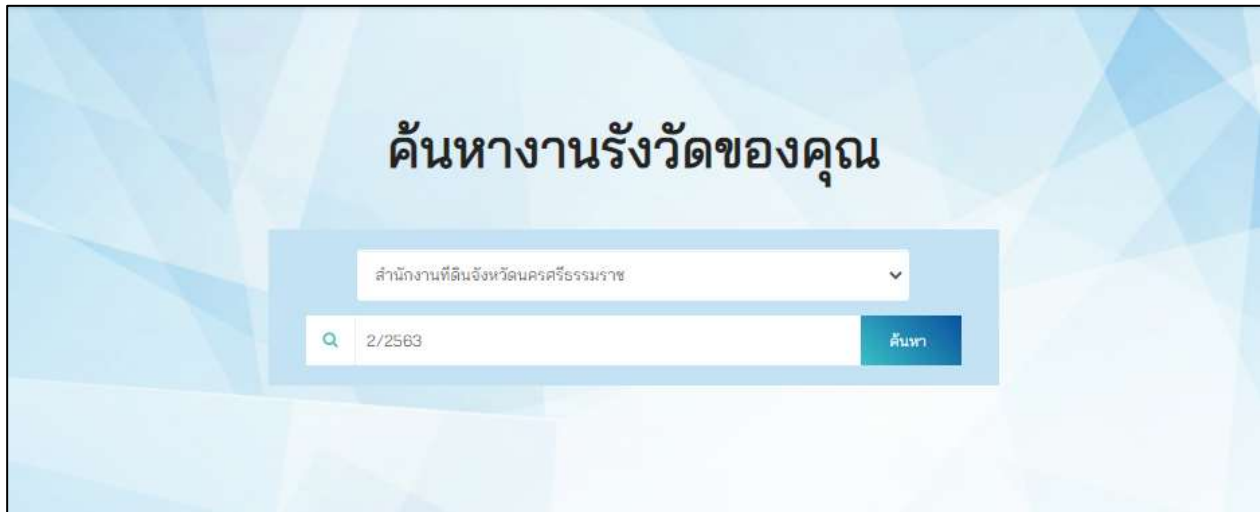 ค้นหางานรังวัดของคุณ
สำนักงานที่ดินจังหวัดนครศรีธรรมราช
2/2563
ค้นหา